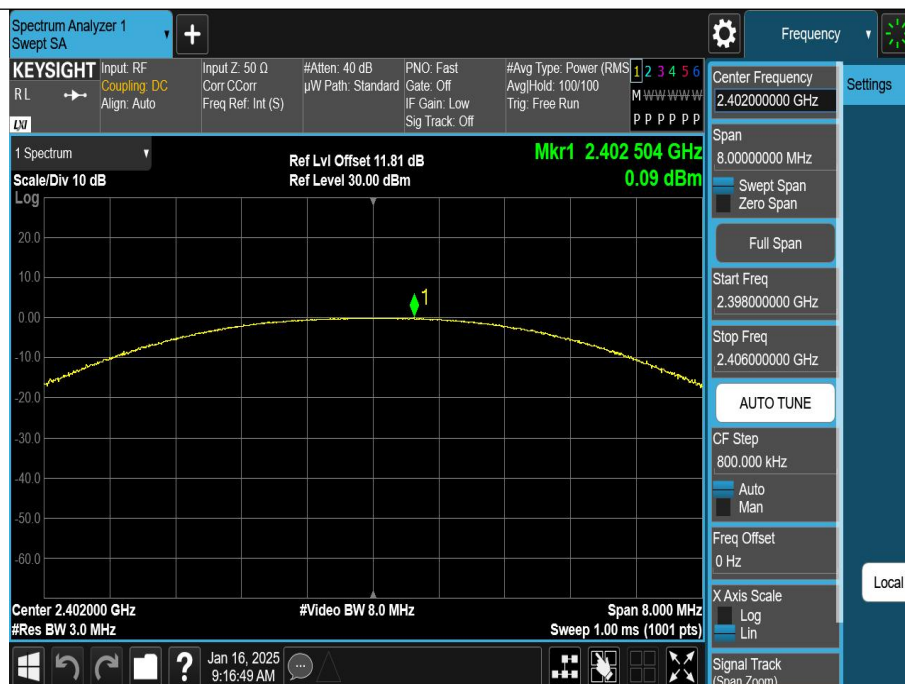 Spectrum Analyzer 1
Swept SA
+
Frequency
KEYSIGHT
RL
LXI
Input: RF
Coupling: DC
Align: Auto
Input Z: 50 Ω
Corr CCorr
Freq Ref: Int (S)
#Atten: 40 dB
µW Path: Standard
PNO: Fast
Gate: Off
IF Gain: Low
Sig Track: Off
#Avg Type: Power (RMS
Avg|Hold: 100/100
Trig: Free Run
1 2 3 4 5 6
M W W W W W
P P P P P P
1 Spectrum
Scale/Div 10 dB
Log
Ref Lvl Offset 11.81 dB
Ref Level 30.00 dBm
Mkr1 2.402 504 GHz
0.09 dBm
20.0
10.0
0.00
-10.0
-20.0
-30.0
-40.0
-50.0
-60.0
1
Center 2.402000 GHz
#Res BW 3.0 MHz
#Video BW 8.0 MHz
Span 8.000 MHz
Sweep 1.00 ms (1001 pts)
?
Jan 16, 2025
9:16:49 AM
Center Frequency
2.402000000 GHz
Span
8.00000000 MHz
Swept Span
Zero Span
Full Span
Start Freq
2.398000000 GHz
Stop Freq
2.406000000 GHz
AUTO TUNE
CF Step
800.000 kHz
Auto
Man
Freq Offset
0 Hz
X Axis Scale
Log
Lin
Signal Track
(Span Zoom)
Settings
Local